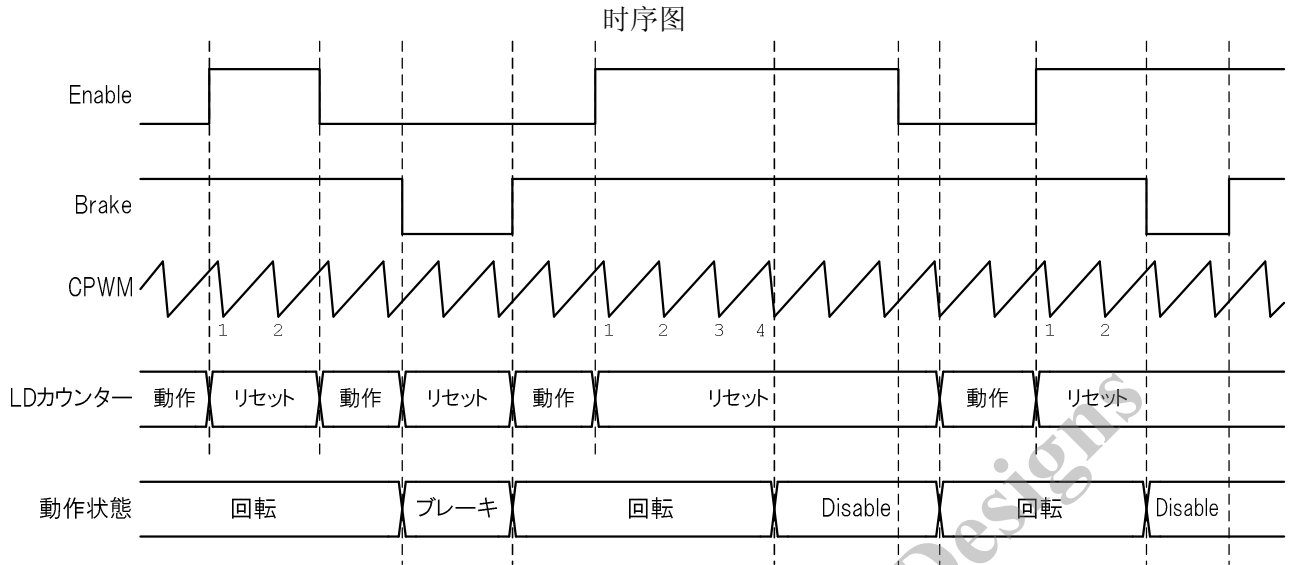 时序图
Enable
Brake
CPWM
1 2 1 2 3 4 1 2
LDカウンター 動作 リセット 動作 リセット 動作 リセット 動作 リセット
動作状態 回転 ブレーキ 回転 Disable 回転 Disable
Designs